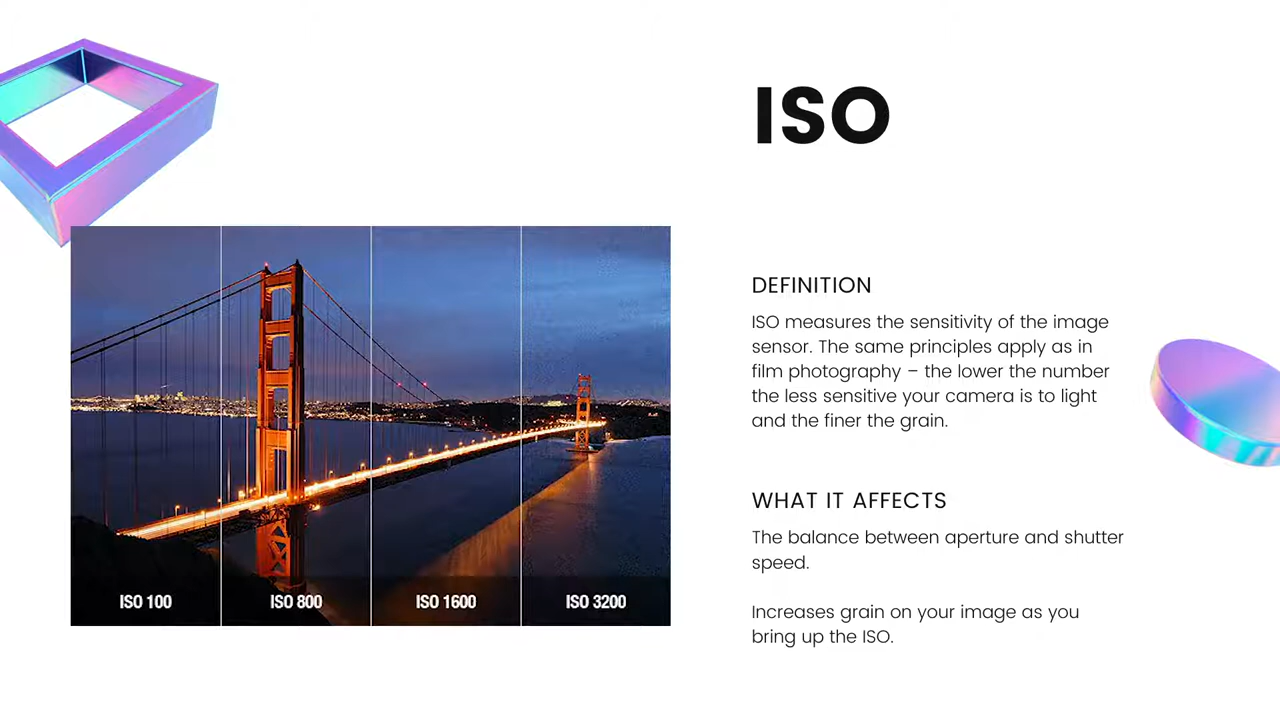 ISO
DEFINITION
ISO measures the sensitivity of the image
sensor. The same principles apply as in
film photography – the lower the number
the less sensitive your camera is to light
and the finer the grain.
WHAT IT AFFECTS
The balance between aperture and shutter
speed.
Increases grain on your image as you
bring up the ISO.
ISO 100
ISO 800
ISO 1600
ISO 3200